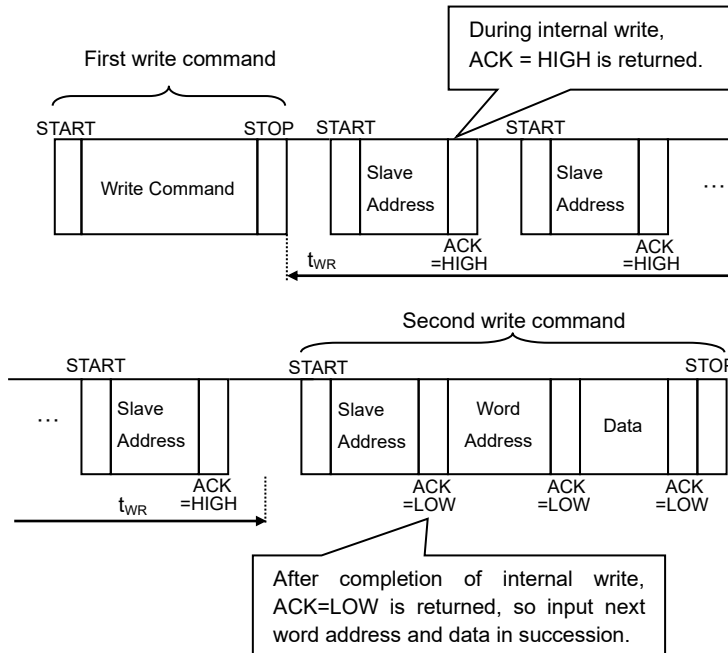 During internal write,
ACK = HIGH is returned.
First write command
START STOP START START
Write Command
Slave
Address
Slave
Address
…
ACK
=HIGH
ACK
=HIGH
tWR
Second write command
START START STOP
…
Slave
Address
Slave
Address
Word
Address
Data
ACK
=HIGH
ACK
=LOW
ACK
=LOW
ACK
=LOW
tWR
After completion of internal write,
ACK=LOW is returned, so input next
word address and data in succession.